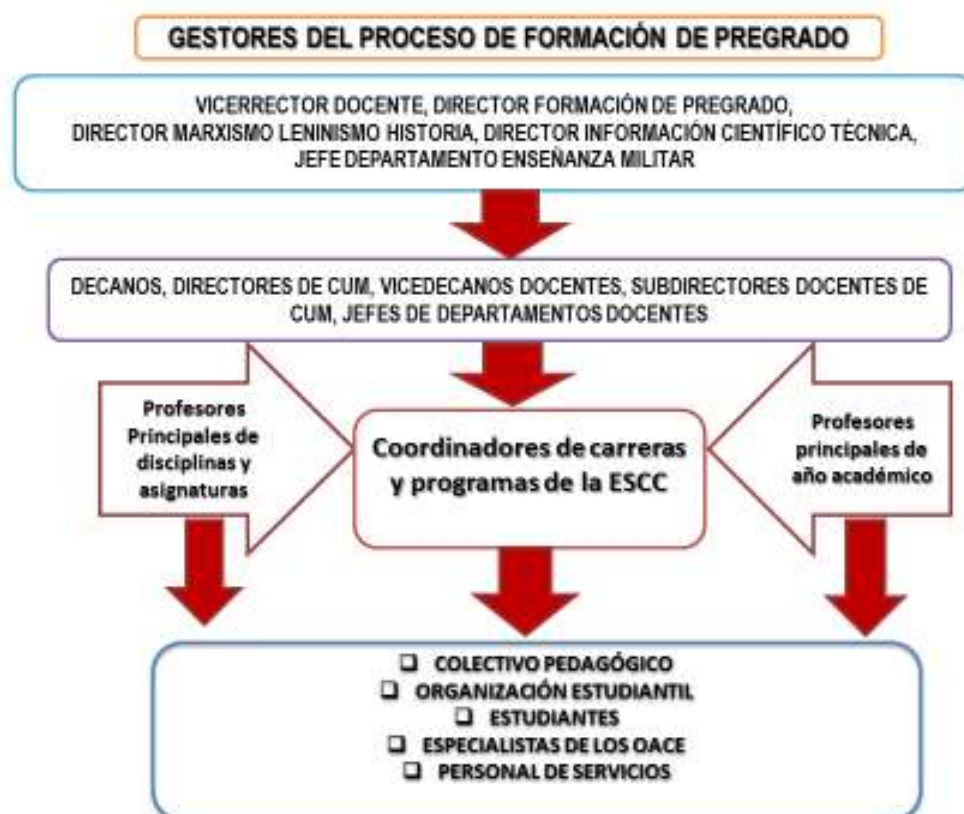 GESTORES DEL PROCESO DE FORMACIÓN DE PREGRADO
VICERRECTOR DOCENTE, DIRECTOR FORMACIÓN DE PREGRADO,
DIRECTOR MARXISMO LENINISMO HISTORIA, DIRECTOR INFORMACIÓN CIENTÍFICO TÉCNICA,
JEFE DEPARTAMENTO ENSEÑANZA MILITAR
DECANOS, DIRECTORES DE CUM, VICEDECANOS DOCENTES, SUBDIRECTORES DOCENTES DE
CUM, JEFES DE DEPARTAMENTOS DOCENTES
Profesores
Principales de
disciplinas y
asignaturas
Coordinadores de carreras
y programas de la ESCC
Profesores
principales de
año académico
❑ COLECTIVO PEDAGÓGICO
❑ ORGANIZACIÓN ESTUDIANTIL
❑ ESTUDIANTES
❑ ESPECIALISTAS DE LOS OACE
❑ PERSONAL DE SERVICIOS